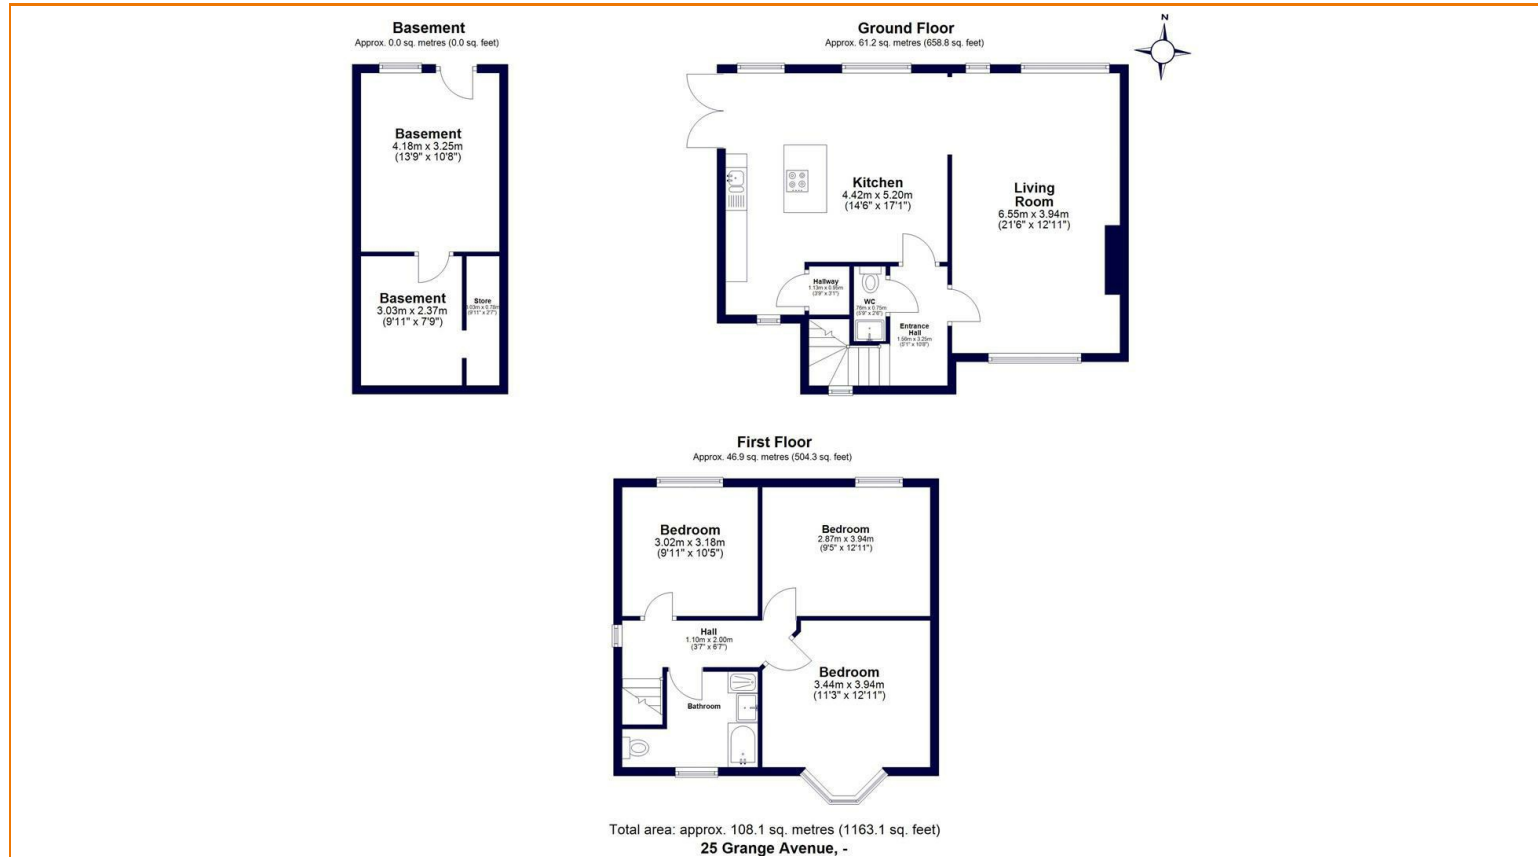 Basement
Approx. 0.0 sq. metres (0.0 sq. feet)
Basement
4.18m x 3.25m
(13'9" x 10'8")
Basement
3.03m x 2.37m
(9'11" x 7'9")
Store
(9'11" x 2'7")
Ground Floor
Approx. 61.2 sq. metres (658.8 sq. feet)
N
Kitchen
4.42m x 5.20m
(14'6" x 17'1")
Living
Room
6.55m x 3.94m
(21'6" x 12'11")
Hallway
WC
Entrance
Hall
First Floor
Approx. 46.9 sq. metres (504.3 sq. feet)
Bedroom
3.02m x 3.18m
(9'11" x 10'5")
Bedroom
2.87m x 3.94m
(9'5" x 12'11")
Hall
1.10m x 2.00m
(3'7" x 6'7")
Bedroom
3.44m x 3.94m
(11'3" x 12'11")
Bathroom
Total area: approx. 108.1 sq. metres (1163.1 sq. feet)
25 Grange Avenue, -